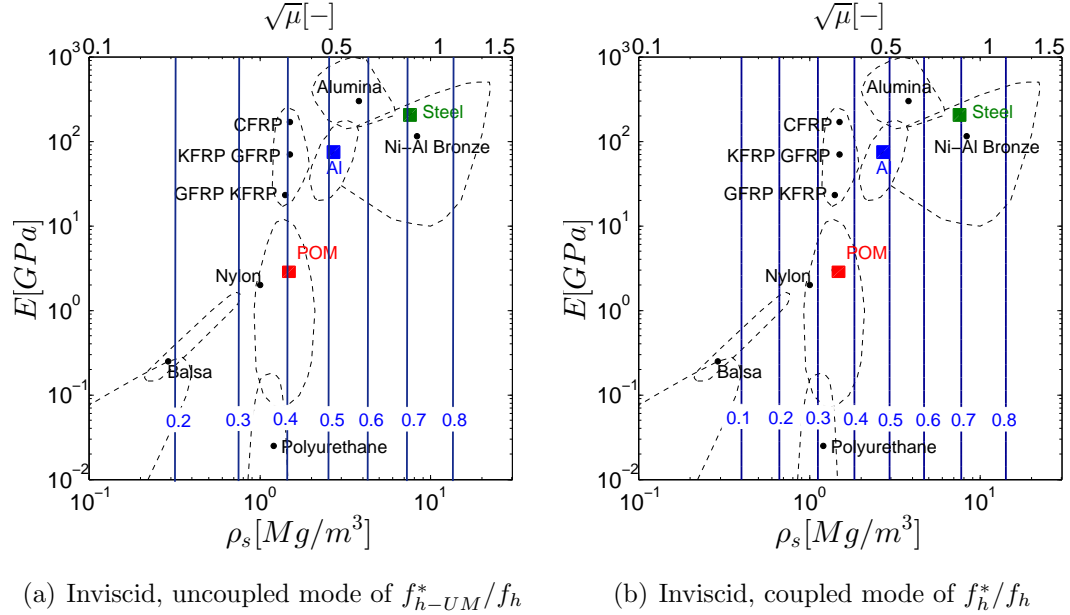 √μ[−]
0.1 0.5 1 1.5
10³
10²
10¹
10⁰
10⁻¹
10⁻²
E[GPa]
Alumina
Steel
CFRP
Ni−Al Bronze
KFRP GFRP
Al
GFRP KFRP
POM
Nylon
Balsa
0.2 0.3 0.4 0.5 0.6 0.7 0.8
Polyurethane
10⁻¹ 10⁰ 10¹
ρₛ[Mg/m³]
(a) Inviscid, uncoupled mode of f*ₕ₋UM/fₕ
√μ[−]
0.1 0.5 1 1.5
10³
10²
10¹
10⁰
10⁻¹
10⁻²
E[GPa]
Alumina
Steel
CFRP
Ni−Al Bronze
KFRP GFRP
Al
GFRP KFRP
POM
Nylon
Balsa
0.1 0.2 0.3 0.4 0.5 0.6 0.7 0.8
Polyurethane
10⁻¹ 10⁰ 10¹
ρₛ[Mg/m³]
(b) Inviscid, coupled mode of f*ₕ/fₕ